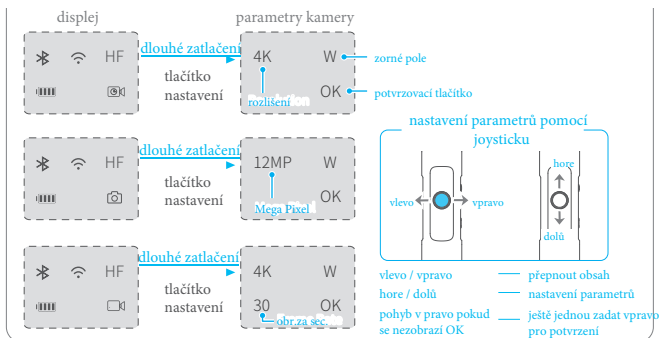 displej
parametry kamery
HF
dlouhé zatlačení
tlačítko
nastavení
4K W
OK
rozlišení
zorné pole
potvrzovací tlačítko
HF
dlouhé zatlačení
tlačítko
nastavení
12MP W
OK
Mega Pixel
HF
dlouhé zatlačení
tlačítko
nastavení
4K W
30 OK
obr.za sec.
nastavení parametrů pomocí
joysticku
vlevo
vpravo
hore
dolů
vlevo / vpravo — přepnout obsah
hore / dolů — nastavení parametrů
pohyb v pravo pokud — ještě jednou zadat vpravo
se nezobrazí OK pro potvrzení